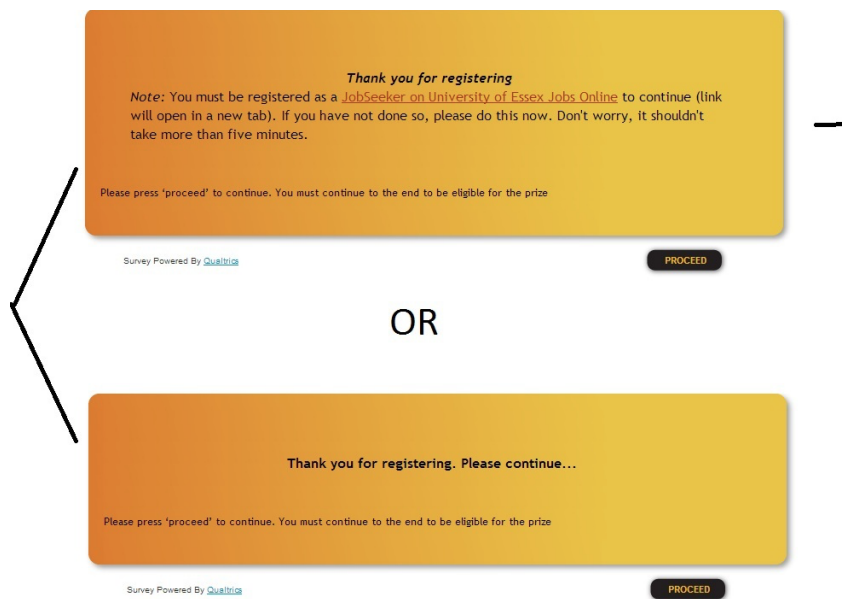 Thank you for registering
Note: You must be registered as a JobSeeker on University of Essex Jobs Online to continue (link
will open in a new tab). If you have not done so, please do this now. Don't worry, it shouldn't
take more than five minutes.
Please press ‘proceed’ to continue. You must continue to the end to be eligible for the prize
Survey Powered By Qualtrics
PROCEED
OR
Thank you for registering. Please continue...
Please press ‘proceed’ to continue. You must continue to the end to be eligible for the prize
Survey Powered By Qualtrics
PROCEED